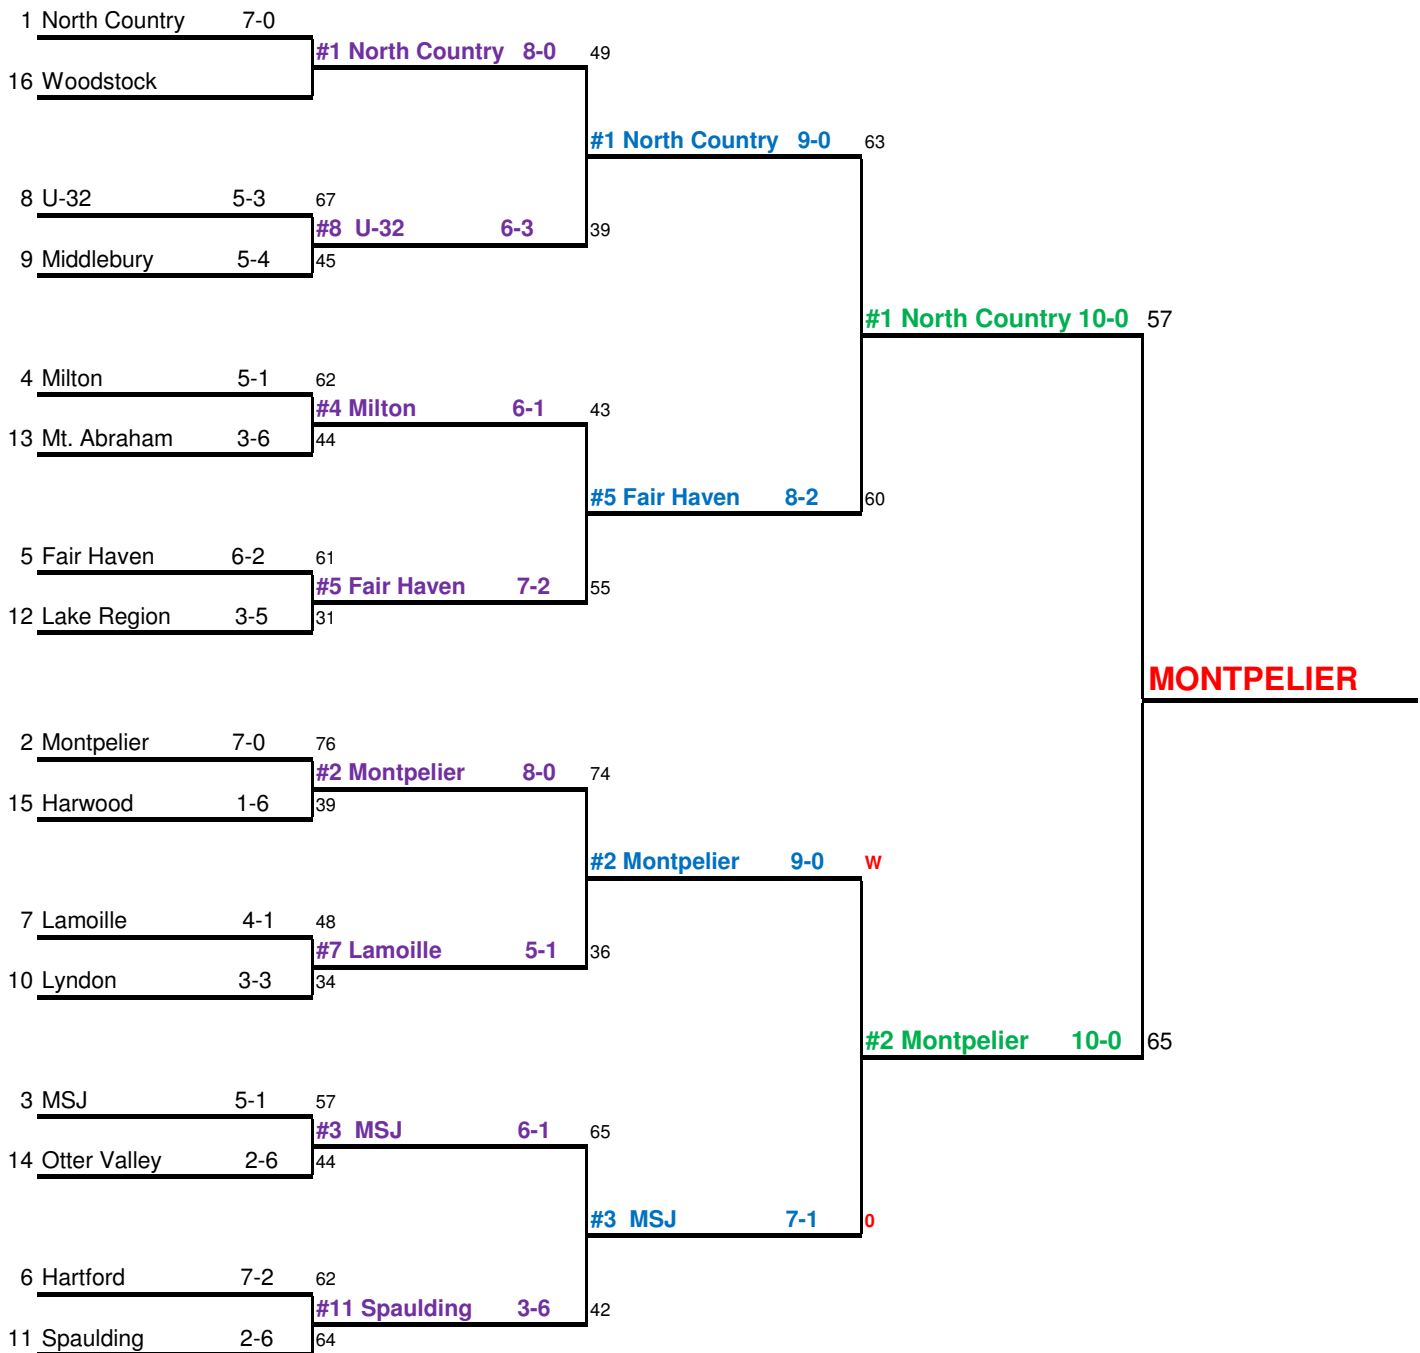 1 North Country 7-0
#1 North Country 8-0 49
16 Woodstock
#1 North Country 9-0 63
8 U-32 5-3 67
#8 U-32 6-3 39
9 Middlebury 5-4 45
#1 North Country 10-0 57
4 Milton 5-1 62
#4 Milton 6-1 43
13 Mt. Abraham 3-6 44
#5 Fair Haven 8-2 60
5 Fair Haven 6-2 61
#5 Fair Haven 7-2 55
12 Lake Region 3-5 31
MONTPELIER
2 Montpelier 7-0 76
#2 Montpelier 8-0 74
15 Harwood 1-6 39
#2 Montpelier 9-0 W
7 Lamoille 4-1 48
#7 Lamoille 5-1 36
10 Lyndon 3-3 34
#2 Montpelier 10-0 65
3 MSJ 5-1 57
#3 MSJ 6-1 65
14 Otter Valley 2-6 44
#3 MSJ 7-1 0
6 Hartford 7-2 62
#11 Spaulding 3-6 42
11 Spaulding 2-6 64